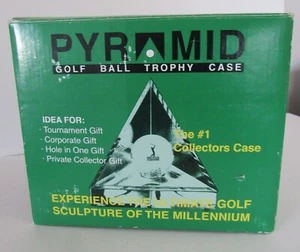 PYRAMID
GOLF BALL TROPHY CASE
IDEA FOR:
· Tournament Gift
· Corporate Gift
· Hole in One Gift
· Private Collector Gift
The #1
Collectors Case
EXPERIENCE THE ULTIMATE GOLF
SCULPTURE OF THE MILLENNIUM